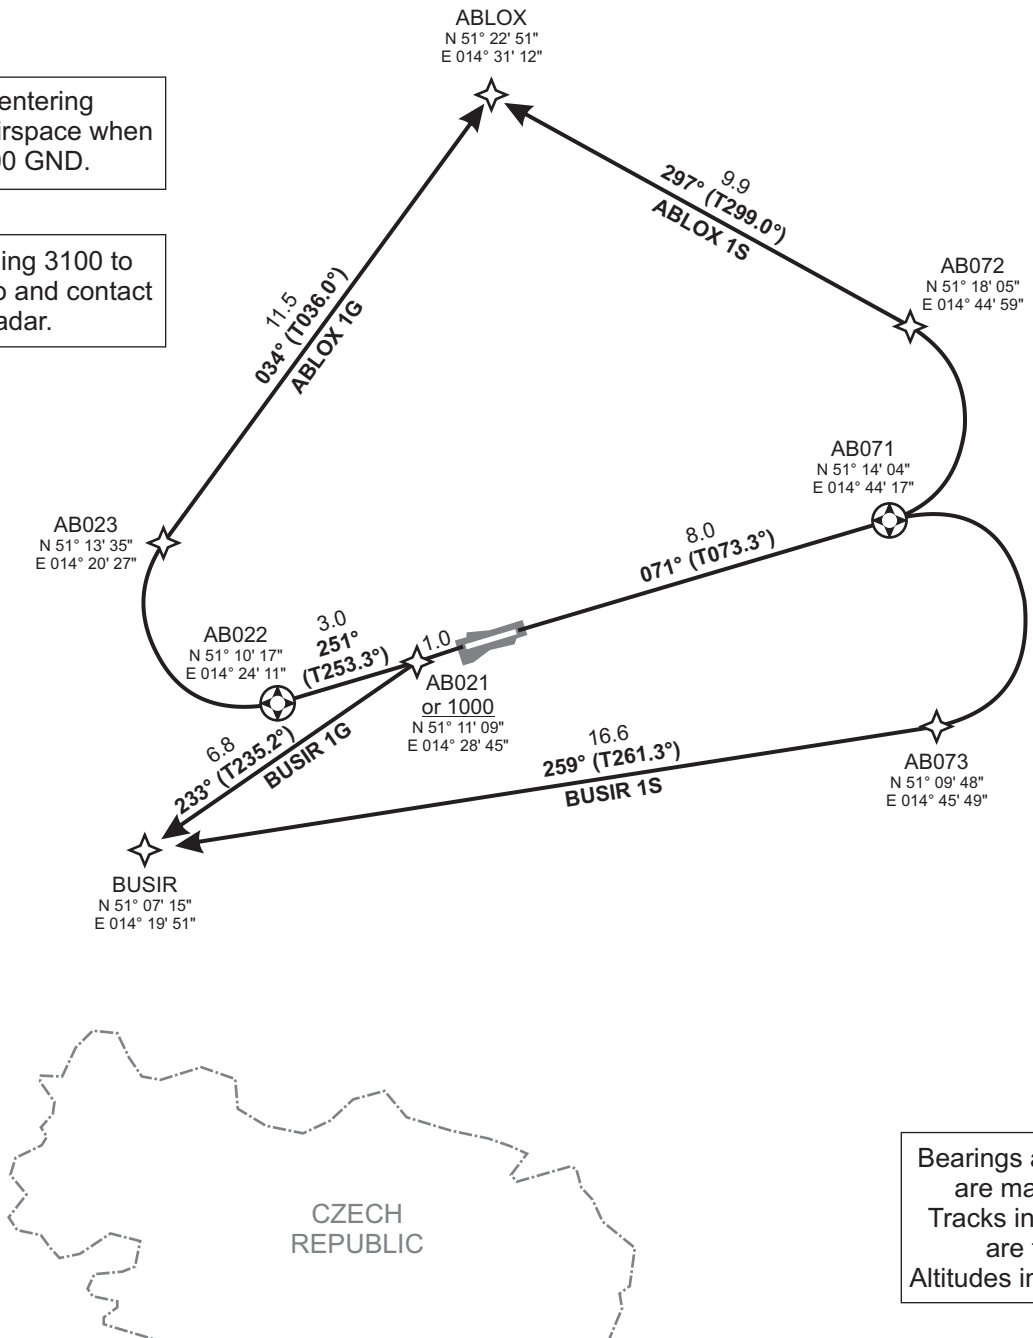 ABLOX
N 51° 22' 51"
E 014° 31' 12"
entering
irspace when
00 GND.
ing 3100 to
o and contact
adar.
9.9
297° (T299.0°)
ABLOX 1S
AB072
N 51° 18' 05"
E 014° 44' 59"
11.5
034° (T036.0°)
ABLOX 1G
AB071
N 51° 14' 04"
E 014° 44' 17"
AB023
N 51° 13' 35"
E 014° 20' 27"
8.0
071° (T073.3°)
AB022
N 51° 10' 17"
E 014° 24' 11"
3.0
251°
(T253.3°)
1.0
AB021
or 1000
N 51° 11' 09"
E 014° 28' 45"
6.8
233° (T235.2°)
BUSIR 1G
16.6
259° (T261.3°)
BUSIR 1S
AB073
N 51° 09' 48"
E 014° 45' 49"
BUSIR
N 51° 07' 15"
E 014° 19' 51"
CZECH
REPUBLIC
Bearings a
are ma
Tracks in
are
Altitudes in